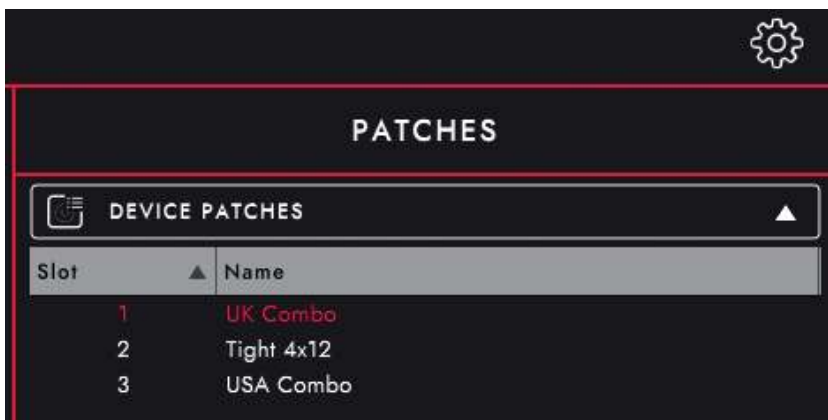 PATCHES
DEVICE PATCHES
Slot Name
1 UK Combo
2 Tight 4x12
3 USA Combo